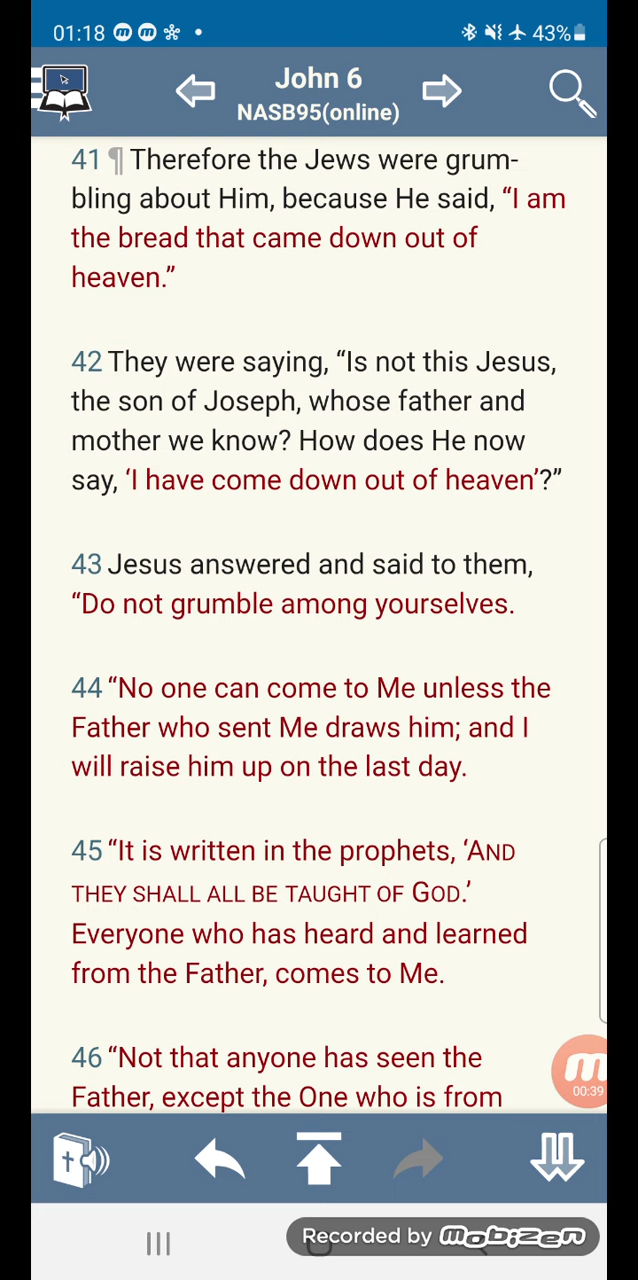 01:18
43%
John 6
NASB95(online)
41 ¶ Therefore the Jews were grum-
bling about Him, because He said, “I am
the bread that came down out of
heaven.”
42 They were saying, “Is not this Jesus,
the son of Joseph, whose father and
mother we know? How does He now
say, ‘I have come down out of heaven’?”
43 Jesus answered and said to them,
“Do not grumble among yourselves.
44 “No one can come to Me unless the
Father who sent Me draws him; and I
will raise him up on the last day.
45 “It is written in the prophets, ‘AND
THEY SHALL ALL BE TAUGHT OF GOD.’
Everyone who has heard and learned
from the Father, comes to Me.
46 “Not that anyone has seen the
Father, except the One who is from
00:39
Recorded by mobizen